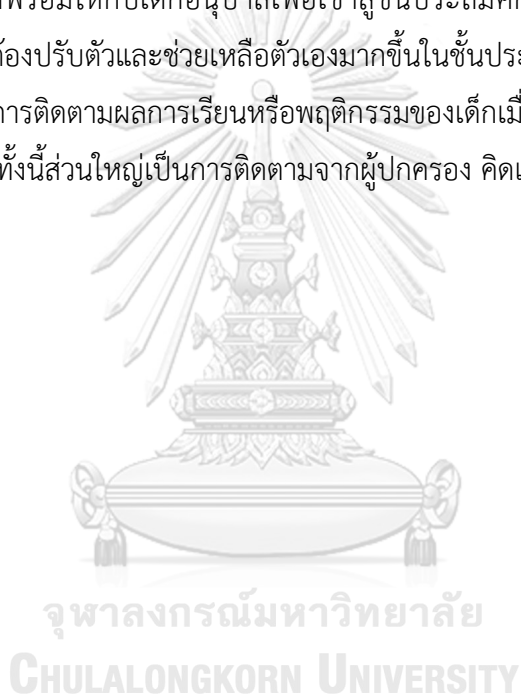 พร้อมให้กับเด็กอนุบาลเพื่อเข้าสู่ชั้นประถมศึ
ต้องปรับตัวและช่วยเหลือตัวเองมากขึ้นในชั้นประ
การติดตามผลการเรียนหรือพฤติกรรมของเด็กเมื่
ทั้งนี้ส่วนใหญ่เป็นการติดตามจากผู้ปกครอง คิดเ
จุฬาลงกรณ์มหาวิทยาลัย
CHULALONGKORN UNIVERSITY